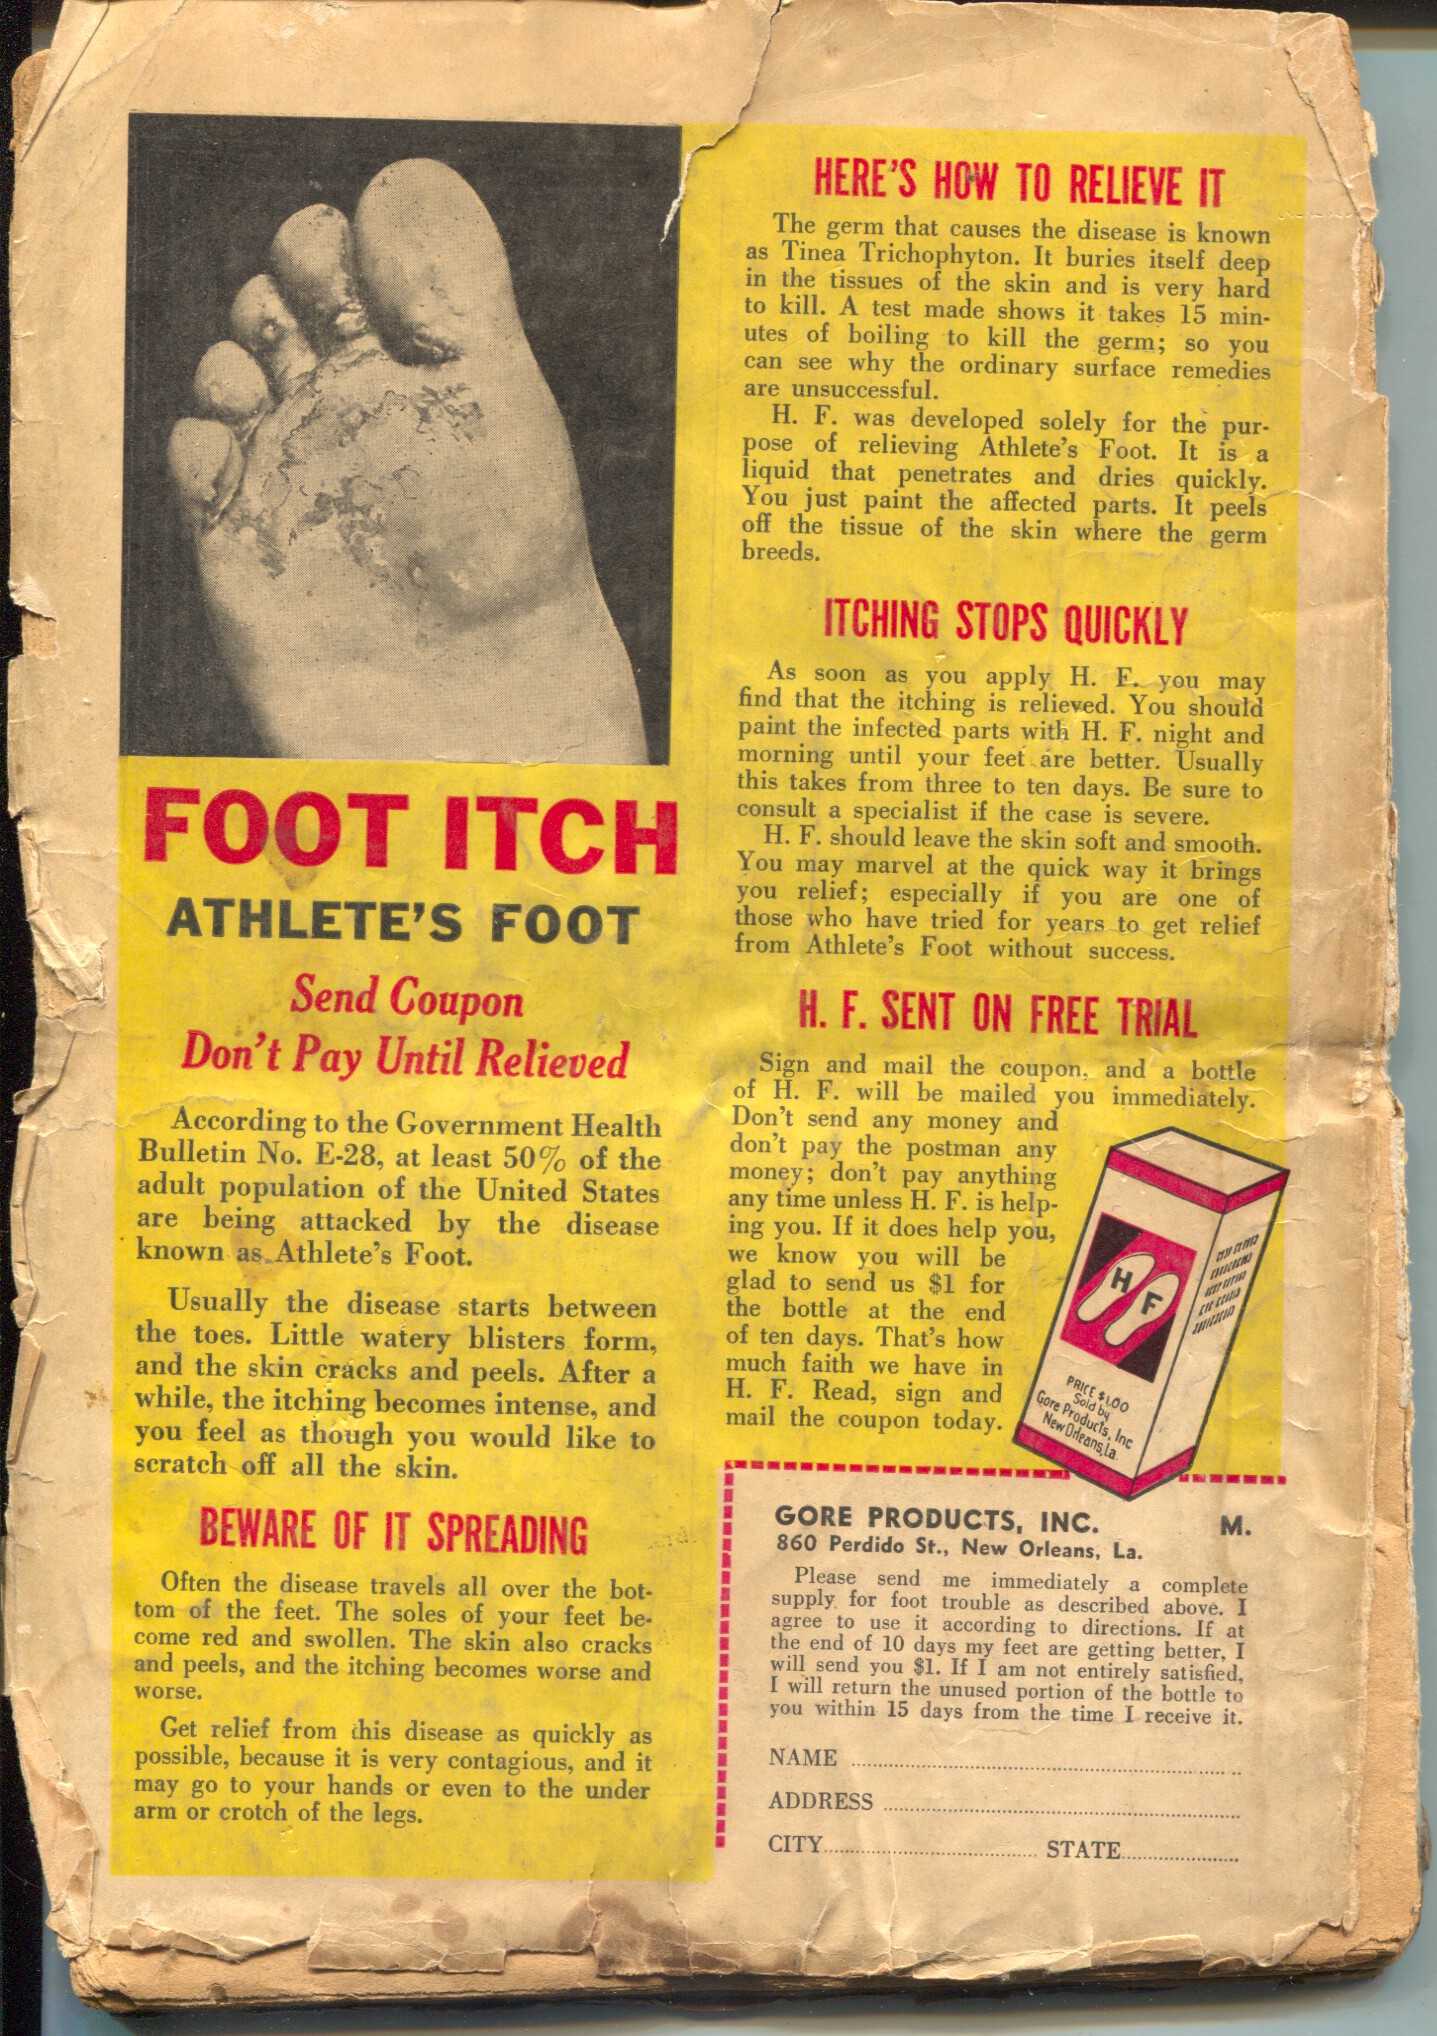 FOOT ITCH
ATHLETE'S FOOT
Send Coupon
Don't Pay Until Relieved
According to the Government Health
Bulletin No. E-28, at least 50% of the
adult population of the United States
are being attacked by the disease
known as Athlete's Foot.
Usually the disease starts between
the toes. Little watery blisters form,
and the skin cracks and peels. After a
while, the itching becomes intense, and
you feel as though you would like to
scratch off all the skin.
BEWARE OF IT SPREADING
Often the disease travels all over the bot-
tom of the feet. The soles of your feet be-
come red and swollen. The skin also cracks
and peels, and the itching becomes worse and
worse.
Get relief from this disease as quickly as
possible, because it is very contagious, and it
may go to your hands or even to the under
arm or crotch of the legs.
HERE'S HOW TO RELIEVE IT
The germ that causes the disease is known
as Tinea Trichophyton. It buries itself deep
in the tissues of the skin and is very hard
to kill. A test made shows it takes 15 min-
utes of boiling to kill the germ; so you
can see why the ordinary surface remedies
are unsuccessful.
H. F. was developed solely for the pur-
pose of relieving Athlete's Foot. It is a
liquid that penetrates and dries quickly.
You just paint the affected parts. It peels
off the tissue of the skin where the germ
breeds.
ITCHING STOPS QUICKLY
As soon as you apply H. F. you may
find that the itching is relieved. You should
paint the infected parts with H. F. night and
morning until your feet are better. Usually
this takes from three to ten days. Be sure to
consult a specialist if the case is severe.
H. F. should leave the skin soft and smooth.
You may marvel at the quick way it brings
you relief; especially if you are one of
those who have tried for years to get relief
from Athlete's Foot without success.
H. F. SENT ON FREE TRIAL
Sign and mail the coupon, and a bottle
of H. F. will be mailed you immediately.
Don't send any money and
don't pay the postman any
money; don't pay anything
any time unless H. F. is help-
ing you. If it does help you,
we know you will be
glad to send us $1 for
the bottle at the end
of ten days. That's how
much faith we have in
H. F. Read, sign and
mail the coupon today.
H F
PRICE $1.00
Sold by
Gore Products, Inc
New Orleans, La.
GORE PRODUCTS, INC. M.
860 Perdido St., New Orleans, La.
Please send me immediately a complete
supply for foot trouble as described above. I
agree to use it according to directions. If at
the end of 10 days my feet are getting better, I
will send you $1. If I am not entirely satisfied,
I will return the unused portion of the bottle to
you within 15 days from the time I receive it.
NAME
ADDRESS
CITY STATE